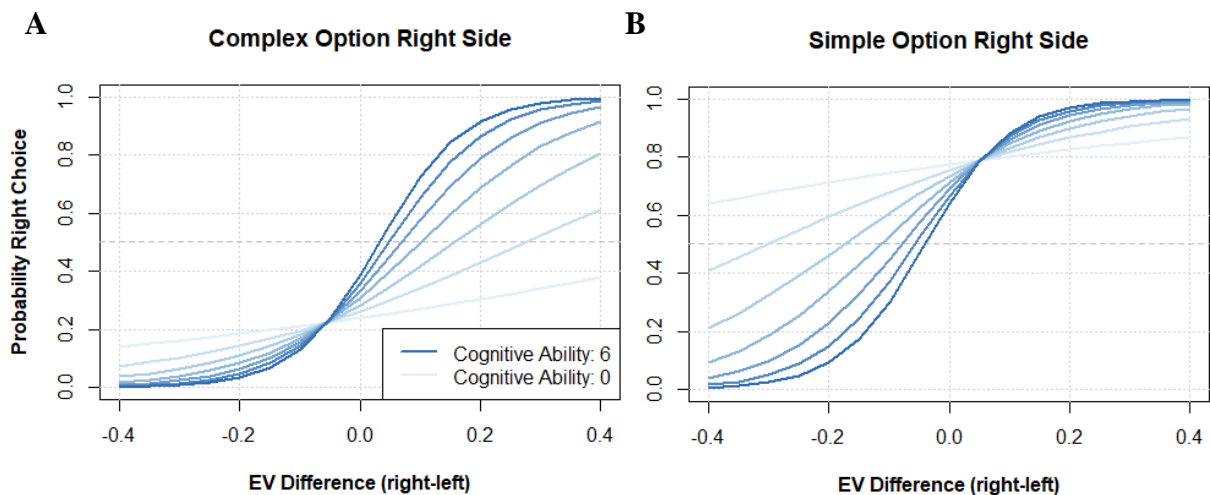 A
Complex Option Right Side
Probability Right Choice
1.0
0.8
0.6
0.4
0.2
0.0
Cognitive Ability: 6
Cognitive Ability: 0
-0.4 -0.2 0.0 0.2 0.4
EV Difference (right-left)
B
Simple Option Right Side
1.0
0.8
0.6
0.4
0.2
0.0
-0.4 -0.2 0.0 0.2 0.4
EV Difference (right-left)